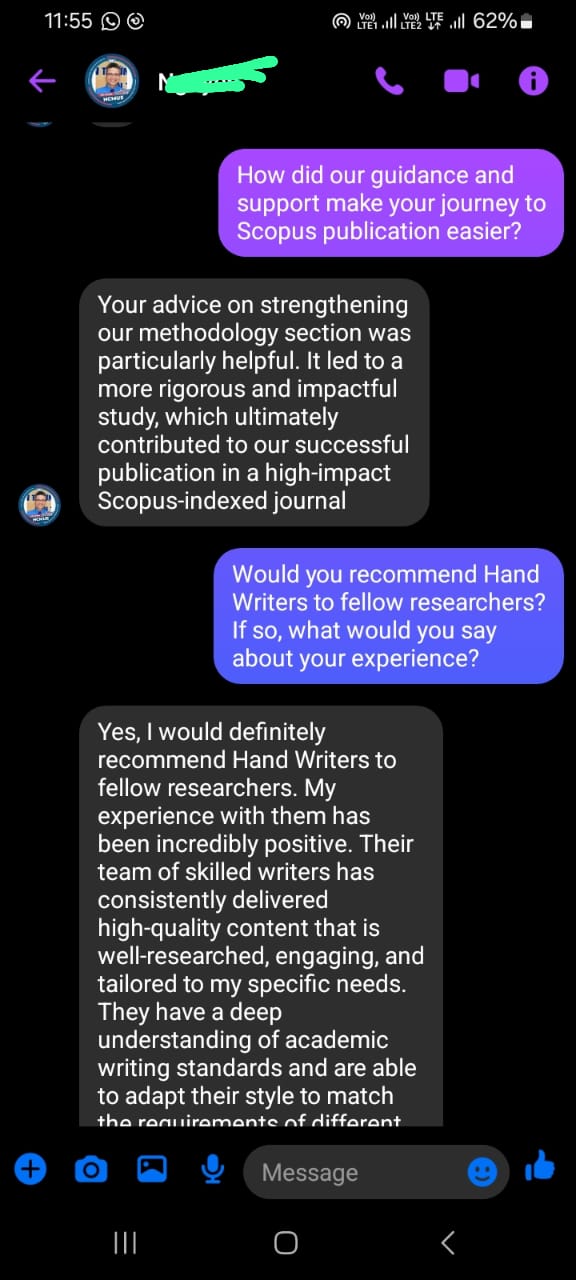 11:55
Vo)) LTE1 Vo)) LTE2 LTE 62%
How did our guidance and
support make your journey to
Scopus publication easier?
Your advice on strengthening
our methodology section was
particularly helpful. It led to a
more rigorous and impactful
study, which ultimately
contributed to our successful
publication in a high-impact
Scopus-indexed journal
Would you recommend Hand
Writers to fellow researchers?
If so, what would you say
about your experience?
Yes, I would definitely
recommend Hand Writers to
fellow researchers. My
experience with them has
been incredibly positive. Their
team of skilled writers has
consistently delivered
high-quality content that is
well-researched, engaging, and
tailored to my specific needs.
They have a deep
understanding of academic
writing standards and are able
to adapt their style to match
the requirements of different
Message